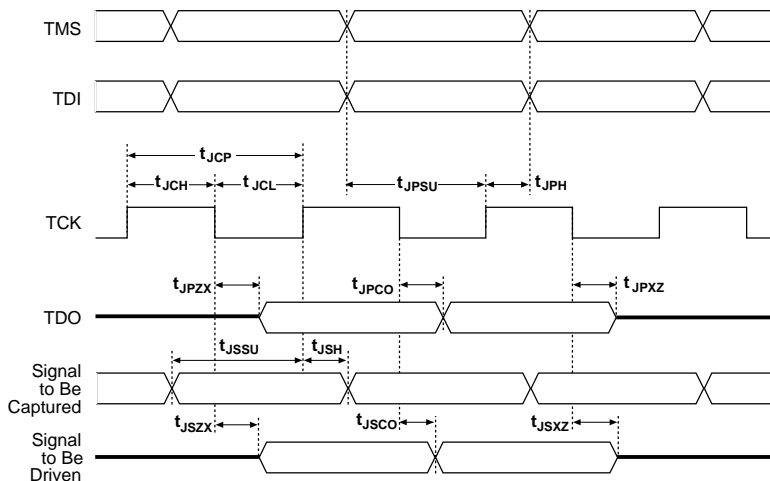 TMS
TDI
tJCP
tJCH
tJCL
tJPSU
tJPH
TCK
tJPZX
tJPCO
tJPXZ
TDO
tJSSU
tJSH
Signal
to Be
Captured
tJSZX
tJSCO
tJSXZ
Signal
to Be
Driven